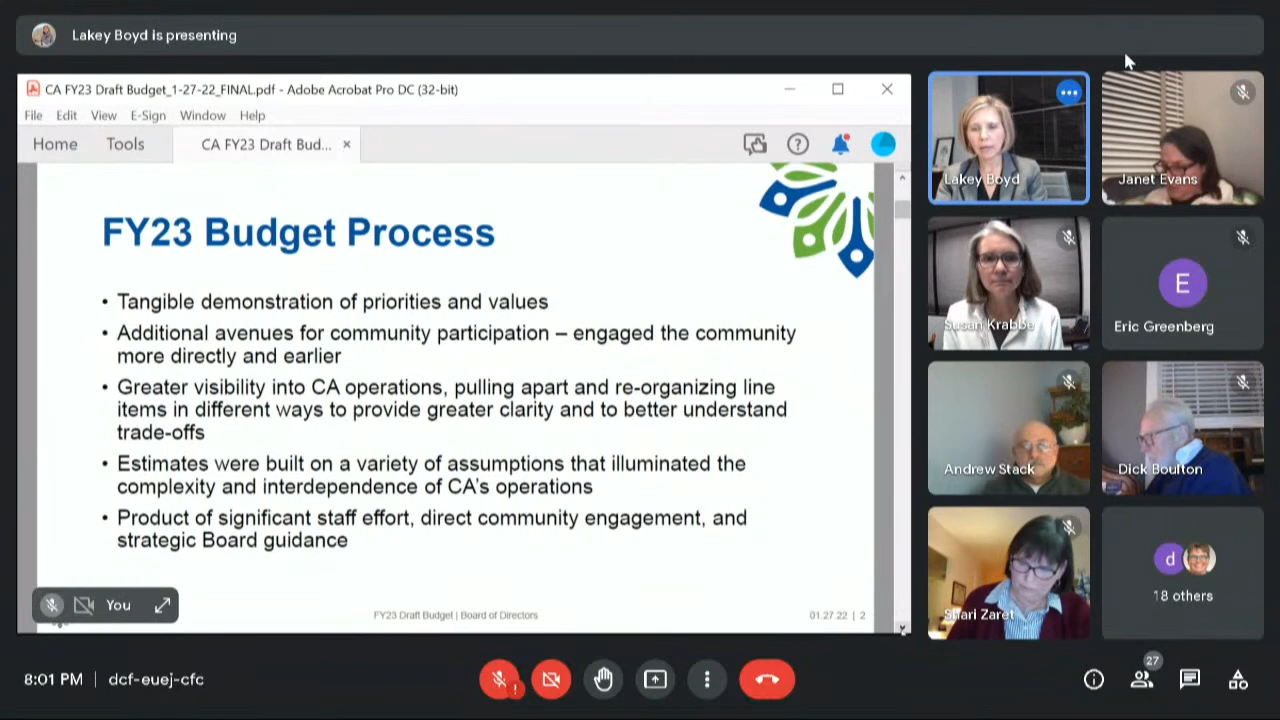 Lakey Boyd is presenting
CA FY23 Draft Budget_1-27-22_FINAL.pdf - Adobe Acrobat Pro DC (32-bit)
File Edit View E-Sign Window Help
Home Tools CA FY23 Draft Bud... ×
FY23 Budget Process
• Tangible demonstration of priorities and values
• Additional avenues for community participation – engaged the community
more directly and earlier
• Greater visibility into CA operations, pulling apart and re-organizing line
items in different ways to provide greater clarity and to better understand
trade-offs
• Estimates were built on a variety of assumptions that illuminated the
complexity and interdependence of CA's operations
• Product of significant staff effort, direct community engagement, and
strategic Board guidance
You
FY23 Draft Budget | Board of Directors 01.27.22 | 2
Lakey Boyd
Janet Evans
Susan Krabbe
E
Eric Greenberg
Andrew Stack
Dick Boulton
Shari Zaret
d
18 others
8:01 PM | dcf-euej-cfc
27